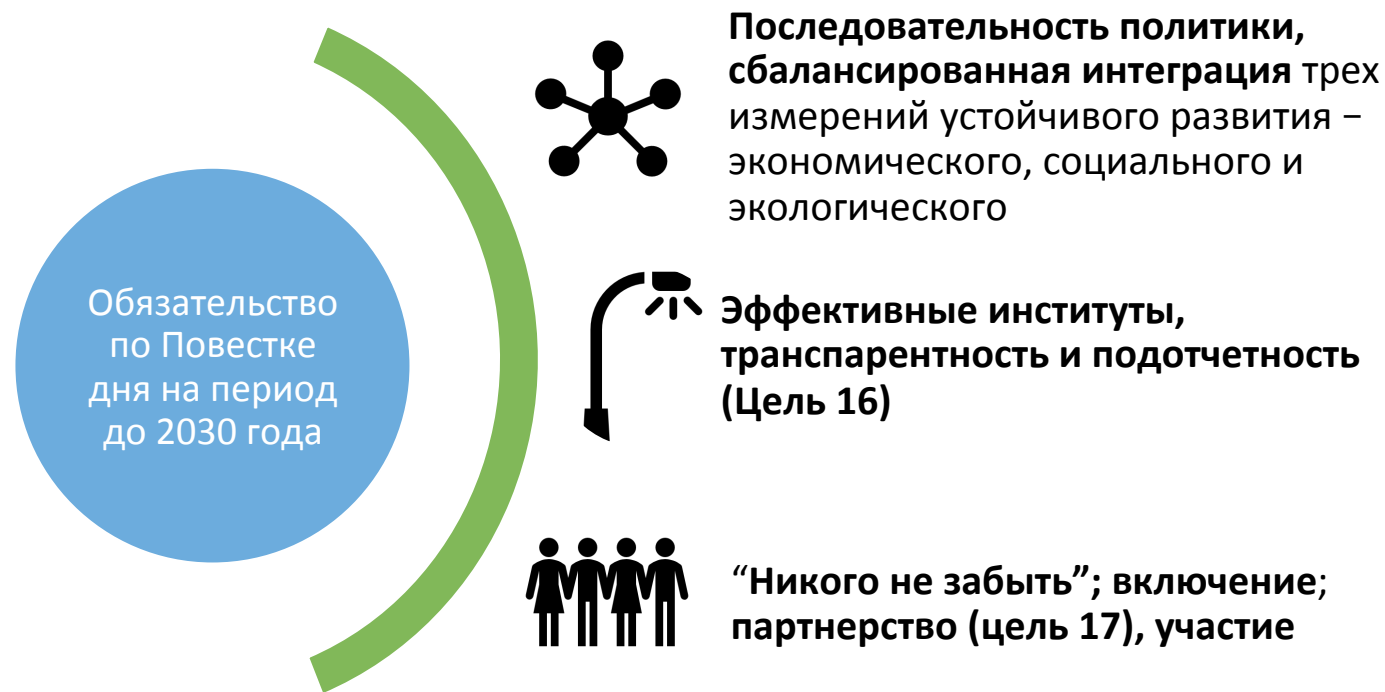 Обязательство
по Повестке
дня на период
до 2030 года
Последовательность политики,
сбалансированная интеграция трех
измерений устойчивого развития −
экономического, социального и
экологического
Эффективные институты,
транспарентность и подотчетность
(Цель 16)
“Никого не забыть”; включение;
партнерство (цель 17), участие